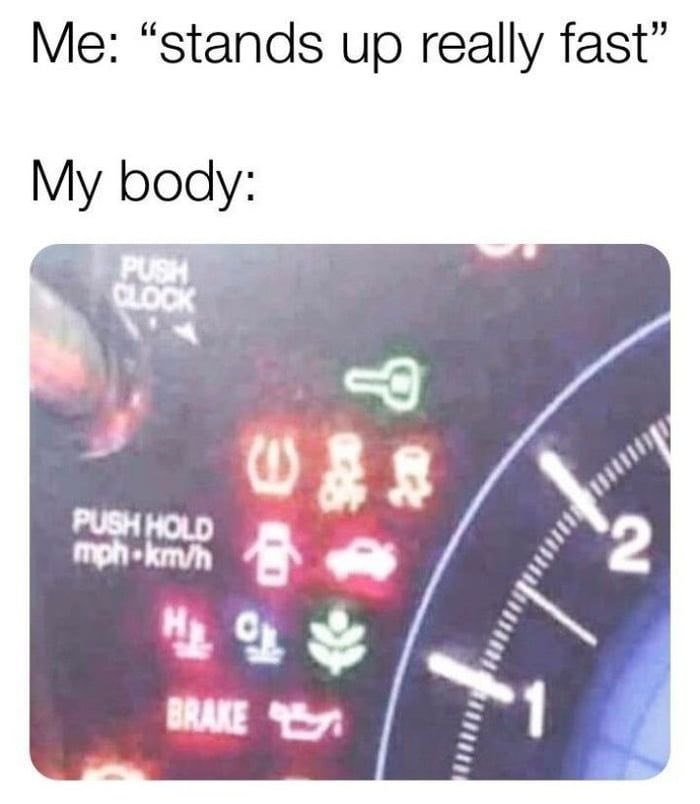 Me: “stands up really fast”
My body:
PUSH
CLOCK
PUSH HOLD
mph•km/h
2
H C
BRAKE
1